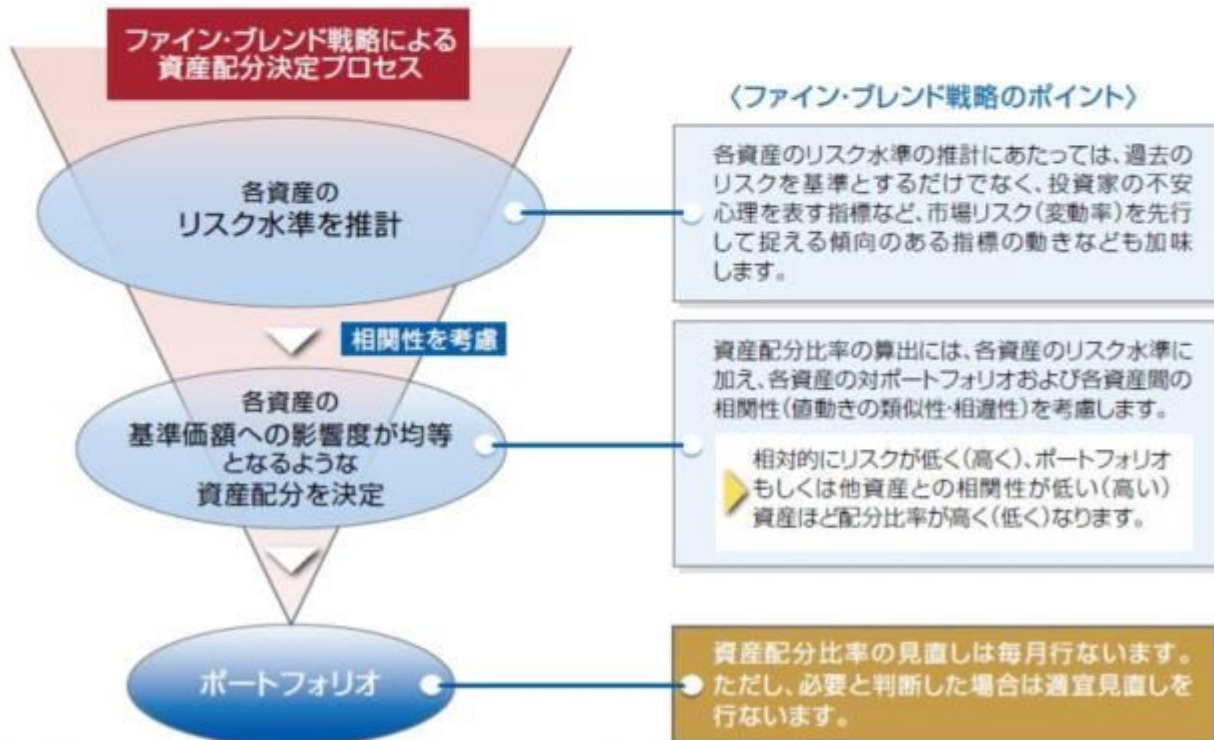 ファイン・ブレンド戦略による
資産配分決定プロセス
〈ファイン・ブレンド戦略のポイント〉
各資産の
リスク水準を推計
各資産のリスク水準の推計にあたっては、過去の
リスクを基準とするだけでなく、投資家の不安
心理を表す指標など、市場リスク(変動率)を先行
して捉える傾向のある指標の動きなども加味
します。
相関性を考慮
各資産の
基準価額への影響度が均等
となるような
資産配分を決定
資産配分比率の算出には、各資産のリスク水準に
加え、各資産の対ポートフォリオおよび各資産間の
相関性(値動きの類似性・相違性)を考慮します。
相対的にリスクが低く(高く)、ポートフォリオ
もしくは他資産との相関性が低い(高い)
資産ほど配分比率が高く(低く)なります。
ポートフォリオ
資産配分比率の見直しは毎月行ないます。
ただし、必要と判断した場合は適宜見直しを
行ないます。